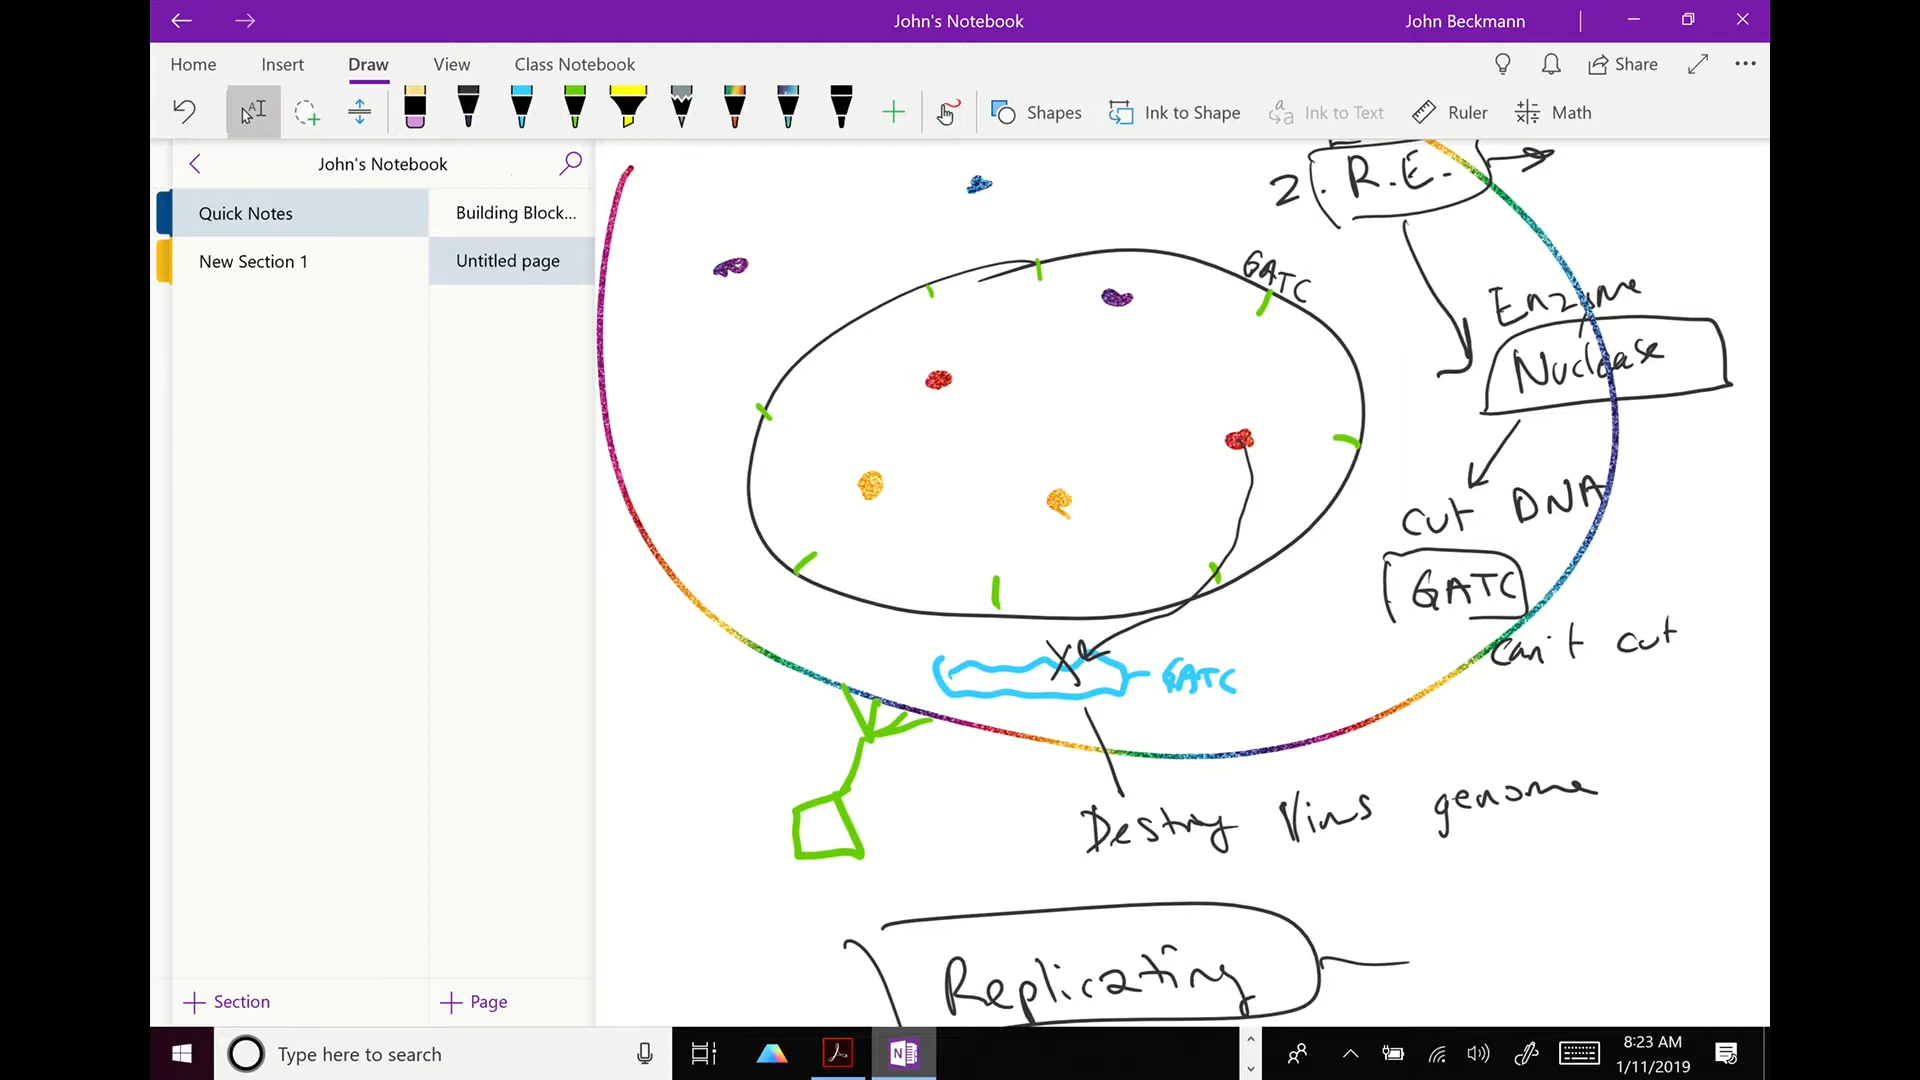 John's Notebook
John Beckmann
Home
Insert
Draw
View
Class Notebook
Share
Shapes
Ink to Shape
Ink to Text
Ruler
Math
John's Notebook
Quick Notes
New Section 1
Building Block...
Untitled page
2. R.E.
GATC
Enzyme
Nuclease
cut DNA
GATC
can't cut
GATC
Destroy Virus genome
Replicating
Section
Page
Type here to search
8:23 AM
1/11/2019